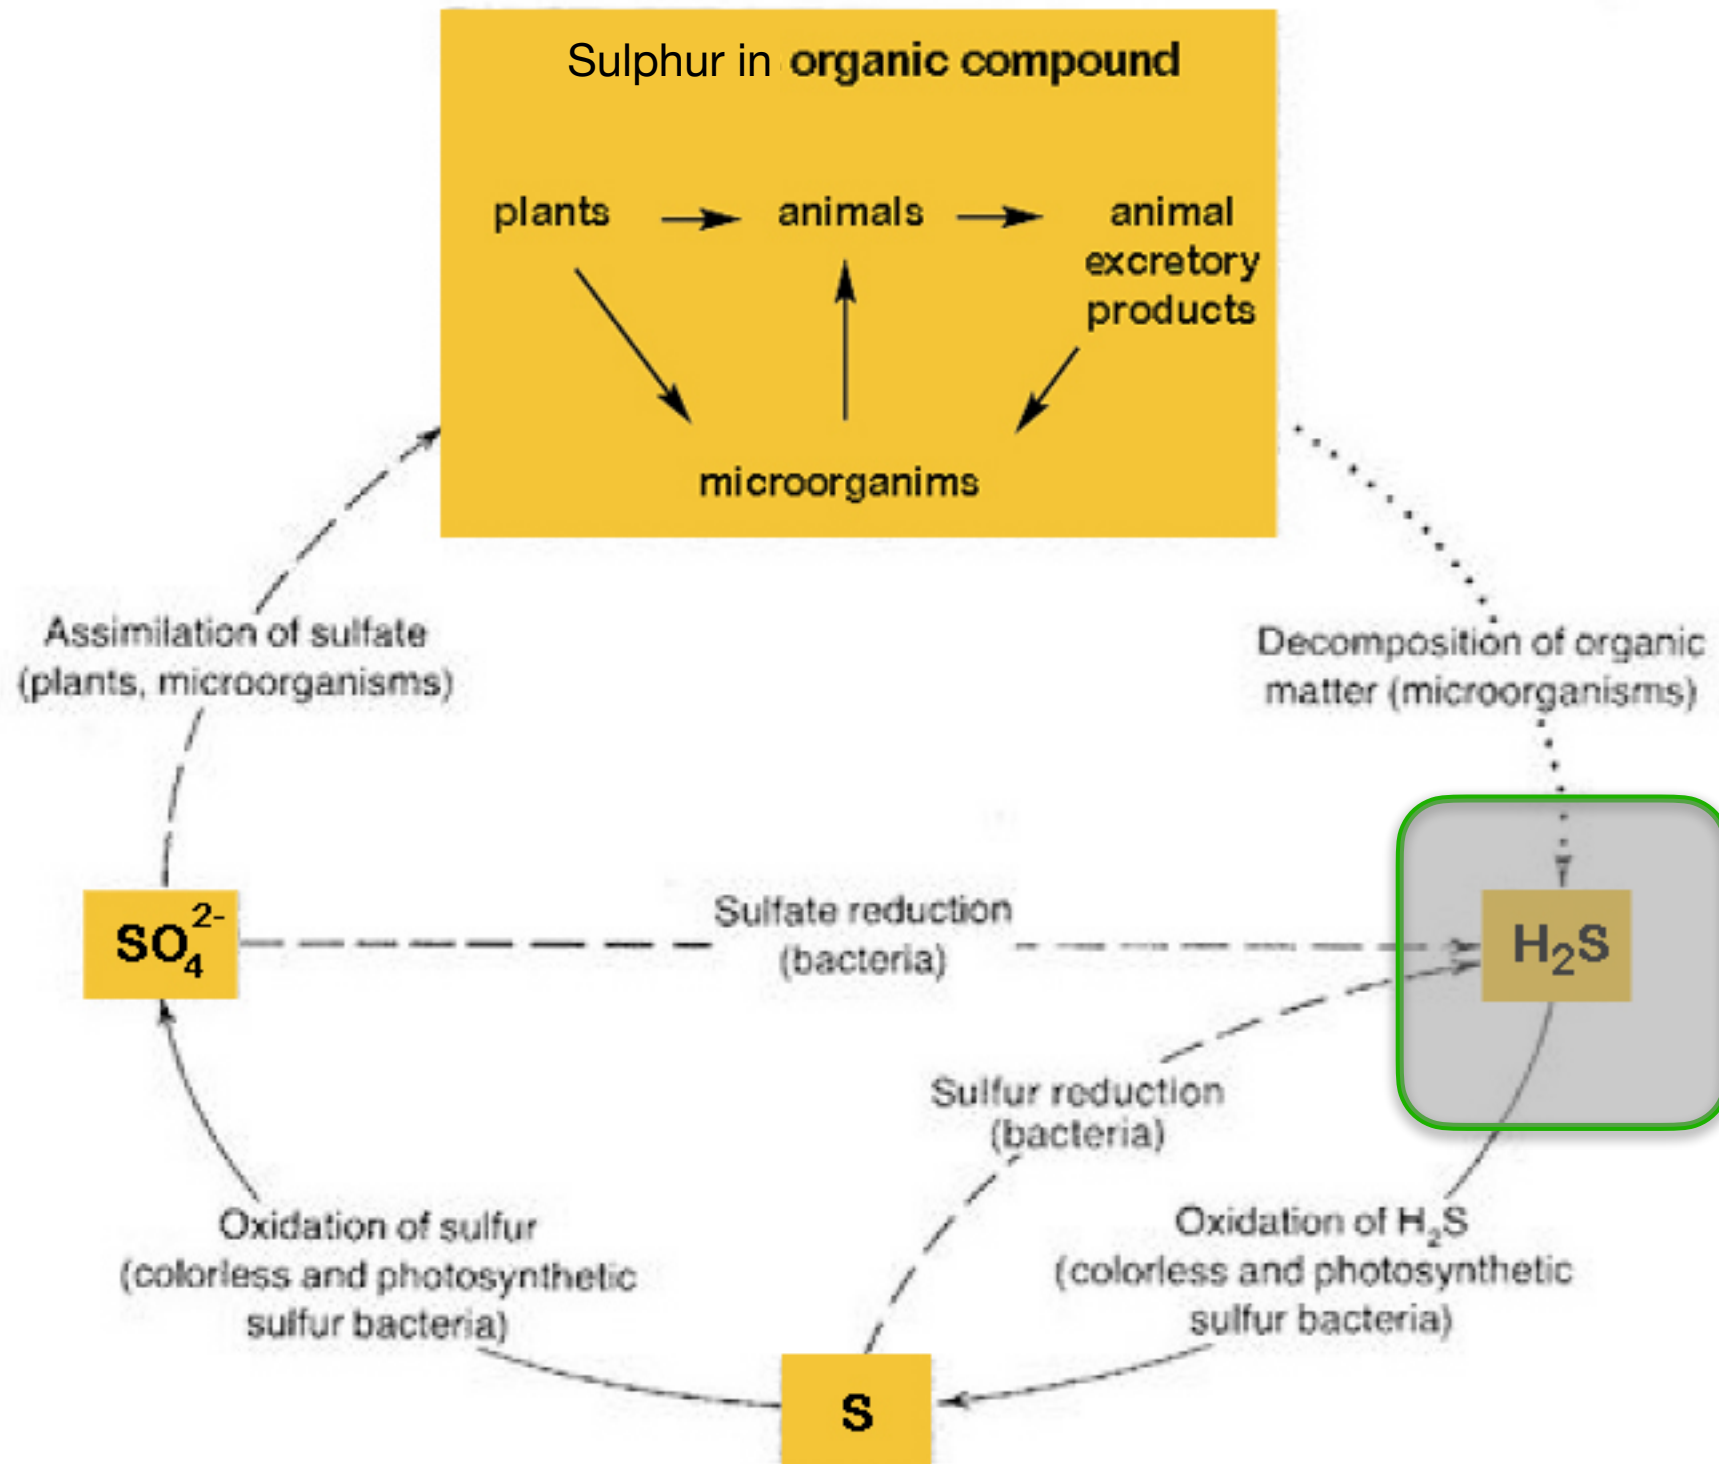 Sulphur in organic compound
plants
animals
animal
excretory
products
microorganims
Assimilation of sulfate
(plants, microorganisms)
Decomposition of organic
matter (microorganisms)
SO₄²⁻
Sulfate reduction
(bacteria)
H₂S
Sulfur reduction
(bacteria)
Oxidation of sulfur
(colorless and photosynthetic
sulfur bacteria)
Oxidation of H₂S
(colorless and photosynthetic
sulfur bacteria)
S